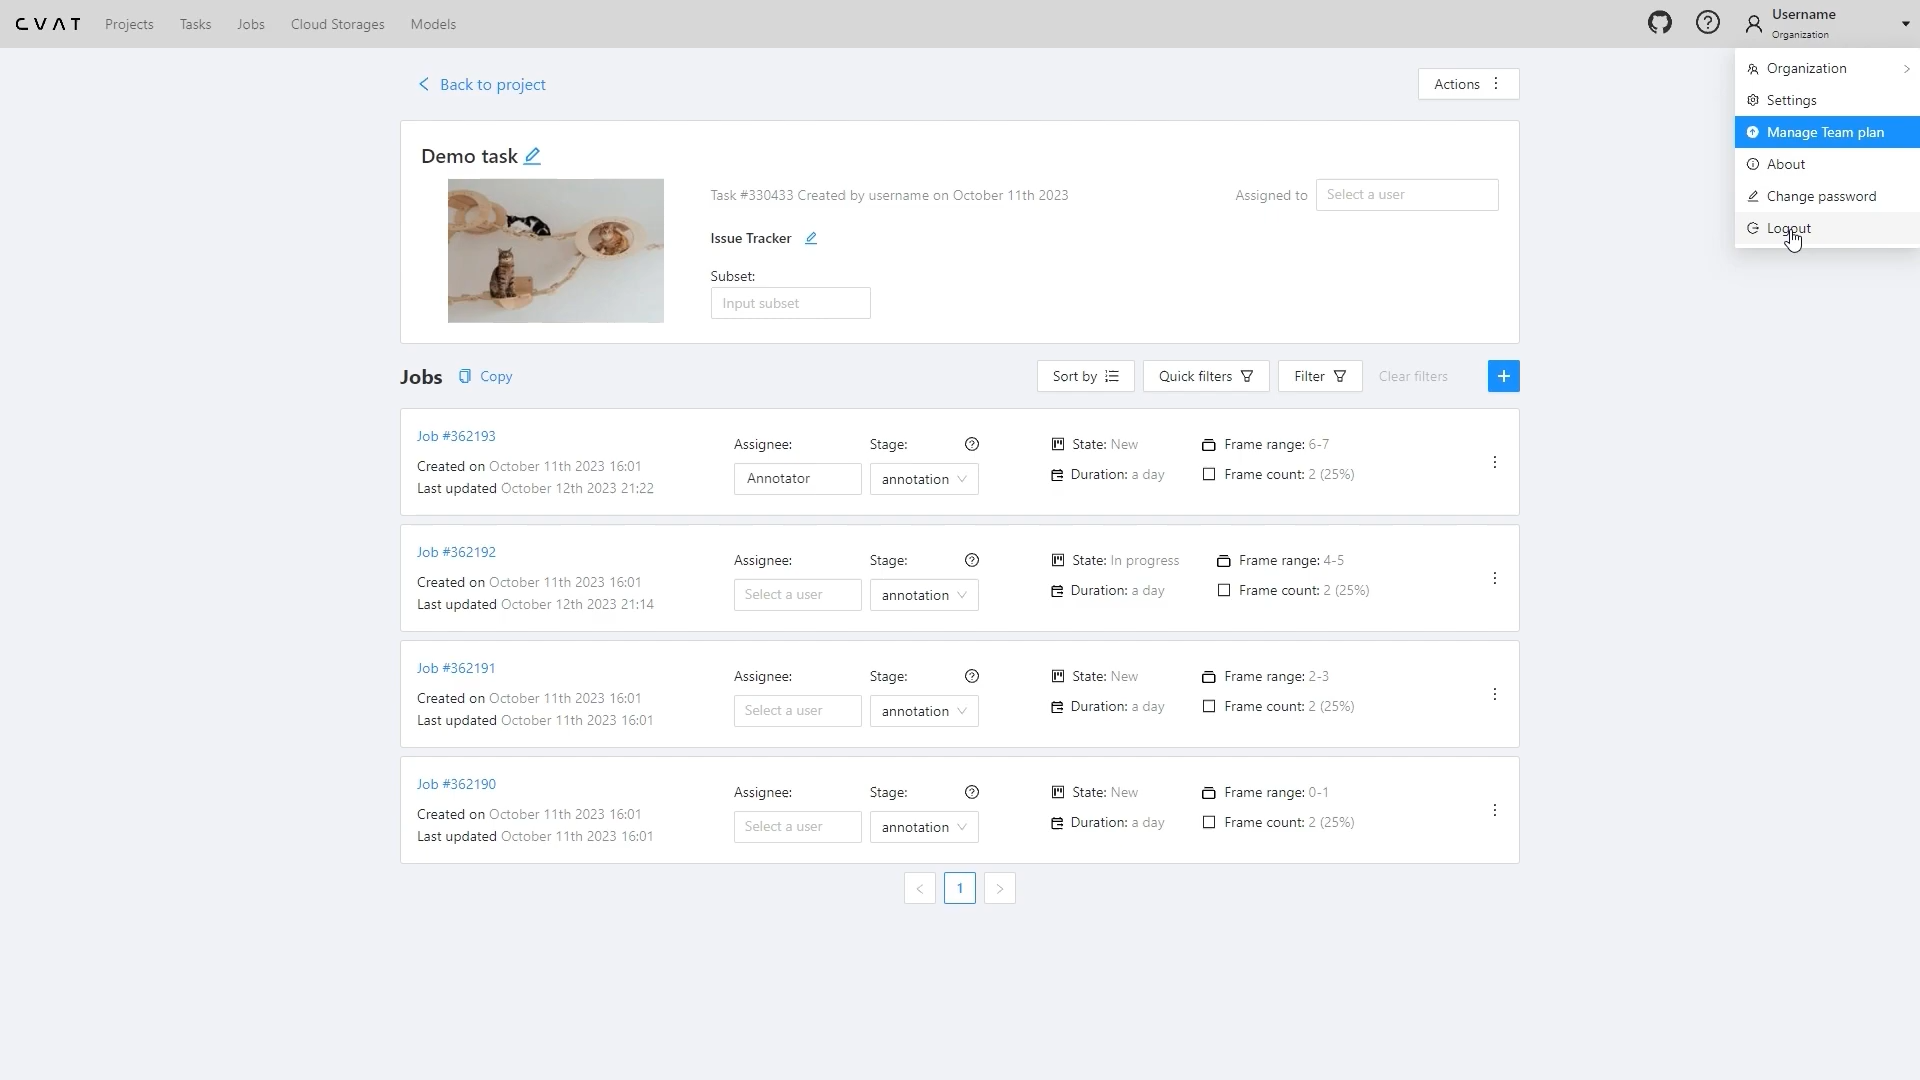 CVAT Projects Tasks Jobs Cloud Storages Models
Username
Organization
Organization
Settings
Manage Team plan
About
Change password
Logout
Back to project
Actions
Demo task
Task #330433 Created by username on October 11th 2023
Assigned to Select a user
Issue Tracker
Subset:
Input subset
Jobs Copy
Sort by Quick filters Filter Clear filters +
Job #362193
Created on October 11th 2023 16:01
Last updated October 12th 2023 21:22
Assignee: Stage:
Annotator annotation
State: New Frame range: 6-7
Duration: a day Frame count: 2 (25%)
Job #362192
Created on October 11th 2023 16:01
Last updated October 12th 2023 21:14
Assignee: Stage:
Select a user annotation
State: In progress Frame range: 4-5
Duration: a day Frame count: 2 (25%)
Job #362191
Created on October 11th 2023 16:01
Last updated October 11th 2023 16:01
Assignee: Stage:
Select a user annotation
State: New Frame range: 2-3
Duration: a day Frame count: 2 (25%)
Job #362190
Created on October 11th 2023 16:01
Last updated October 11th 2023 16:01
Assignee: Stage:
Select a user annotation
State: New Frame range: 0-1
Duration: a day Frame count: 2 (25%)
< 1 >